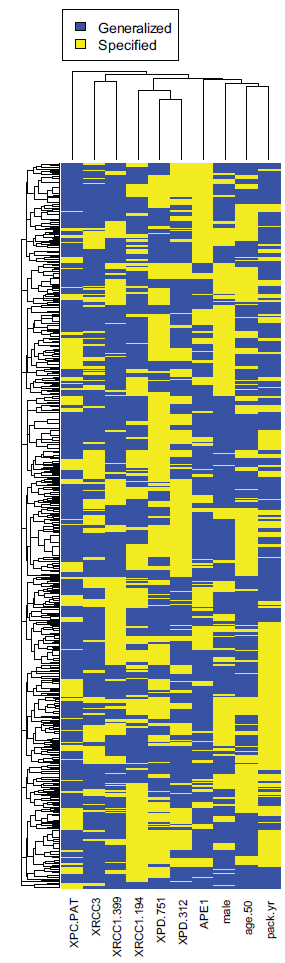 Generalized
Specified
XPC.PAT
XRCC3
XRCC1.399
XRCC1.194
XPD.751
XPD.312
APE1
male
age.50
pack.yr